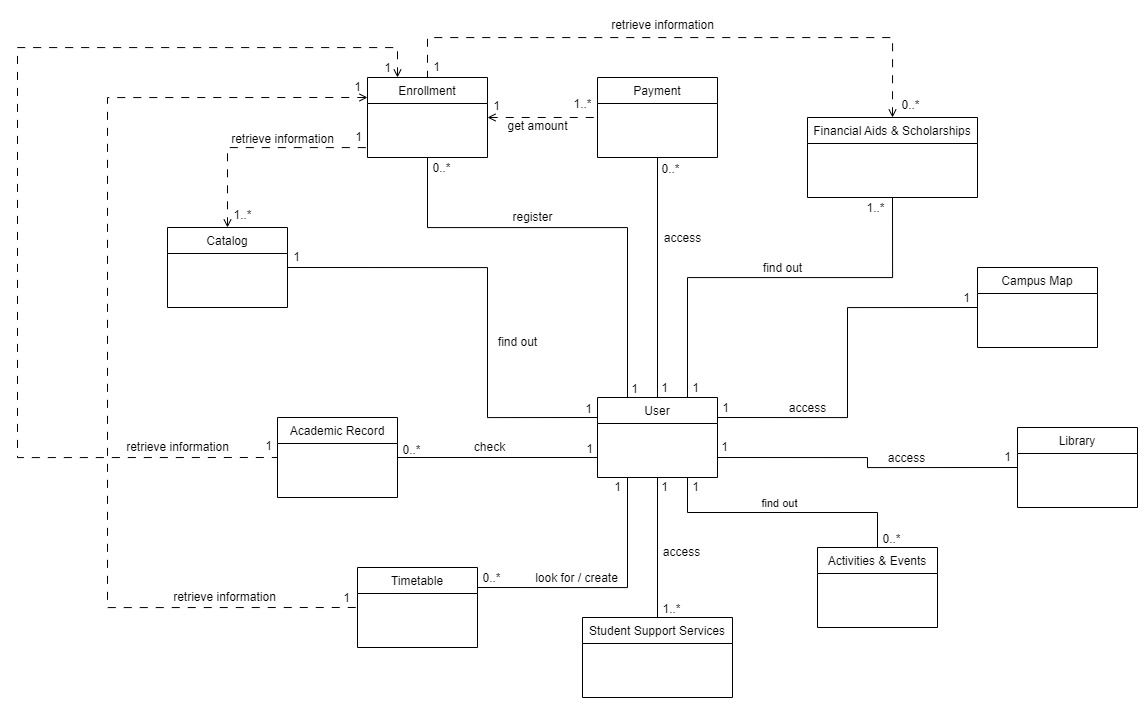 retrieve information
1
1
1
Enrollment
1
1..*
Payment
0..*
get amount
Financial Aids & Scholarships
retrieve information
1
0..*
0..*
1..*
1..*
register
access
Catalog
1
find out
1
Campus Map
find out
1
1
1
1
User
1
access
Academic Record
retrieve information
1
0..*
check
1
1
access
1
Library
1
1
1
find out
0..*
access
Activities & Events
Timetable
0..*
look for / create
retrieve information
1
1..*
Student Support Services